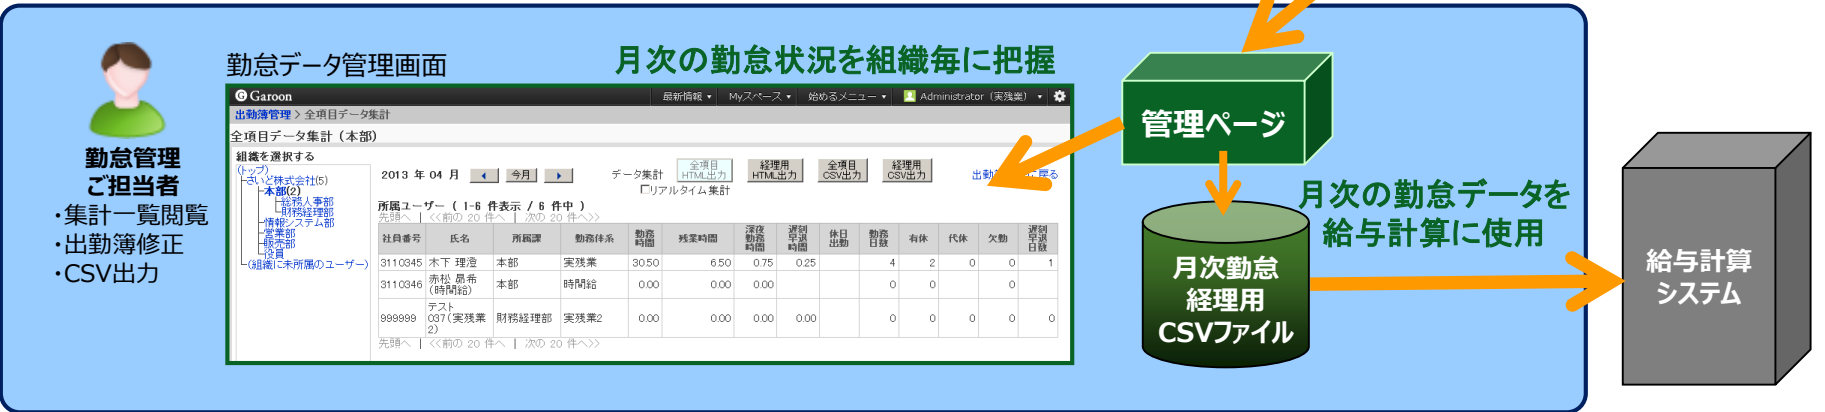 勤怠データ管理画面
月次の勤怠状況を組織毎に把握
勤怠管理
ご担当者
・集計一覧閲覧
・出勤簿修正
・CSV出力
Garoon 最新情報 Myスペース 始めるメニュー Administrator（実残業）
出勤簿管理 > 全項目データ集計
全項目データ集計（本部）
組織を選択する
(トップ)
さいど株式会社(5)
本部(2)
総務人事部
財務経理部
情報システム部
営業部
販売部
役員
(組織に未所属のユーザー)
2013 年 04 月 今月 データ集計 全項目 HTML出力 経理用 HTML出力 全項目 CSV出力 経理用 CSV出力
リアルタイム集計
出勤 に戻る
所属ユーザー ( 1-6 件表示 / 6 件中 )
先頭へ | <<前の 20 件へ | 次の 20 件へ>>
社員番号 氏名 所属課 勤務体系 勤務時間 残業時間 深夜勤務時間 遅刻早退時間 休日出勤 勤務日数 有休 代休 欠勤 遅刻早退日数
3110345 木下 理澄 本部 実残業 30.50 6.50 0.75 0.25 4 2 0 0 1
3110346 赤松 昴希(時間給) 本部 時間給 0.00 0.00 0.00 0 0 0
999999 テスト037(実残業2) 財務経理部 実残業2 0.00 0.00 0.00 0.00 0 0 0 0 0
先頭へ | <<前の 20 件へ | 次の 20 件へ>>
管理ページ
月次の勤怠データを
給与計算に使用
月次勤怠
経理用
CSVファイル
給与計算
システム